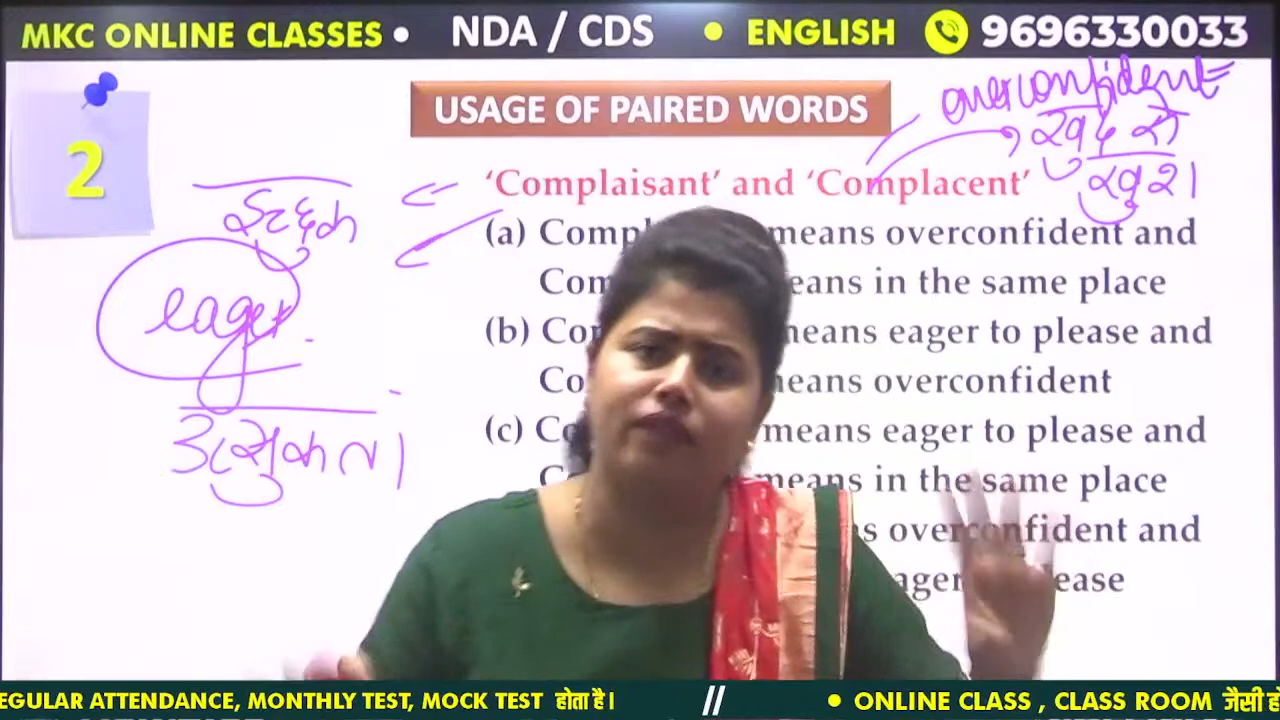 MKC ONLINE CLASSES • NDA / CDS • ENGLISH 9696330033
2
USAGE OF PAIRED WORDS
overconfident
खुद से
खुश।
'Complaisant' and 'Complacent'
इच्छुक
eager
उत्सुकता।
(a) Comp means overconfident and
Com eans in the same place
(b) Co means eager to please and
Co means overconfident
(c) Co means eager to please and
C means in the same place
s overconfident and
ager ease
EGULAR ATTENDANCE, MONTHLY TEST, MOCK TEST होता है। // • ONLINE CLASS , CLASS ROOM जैसी ह